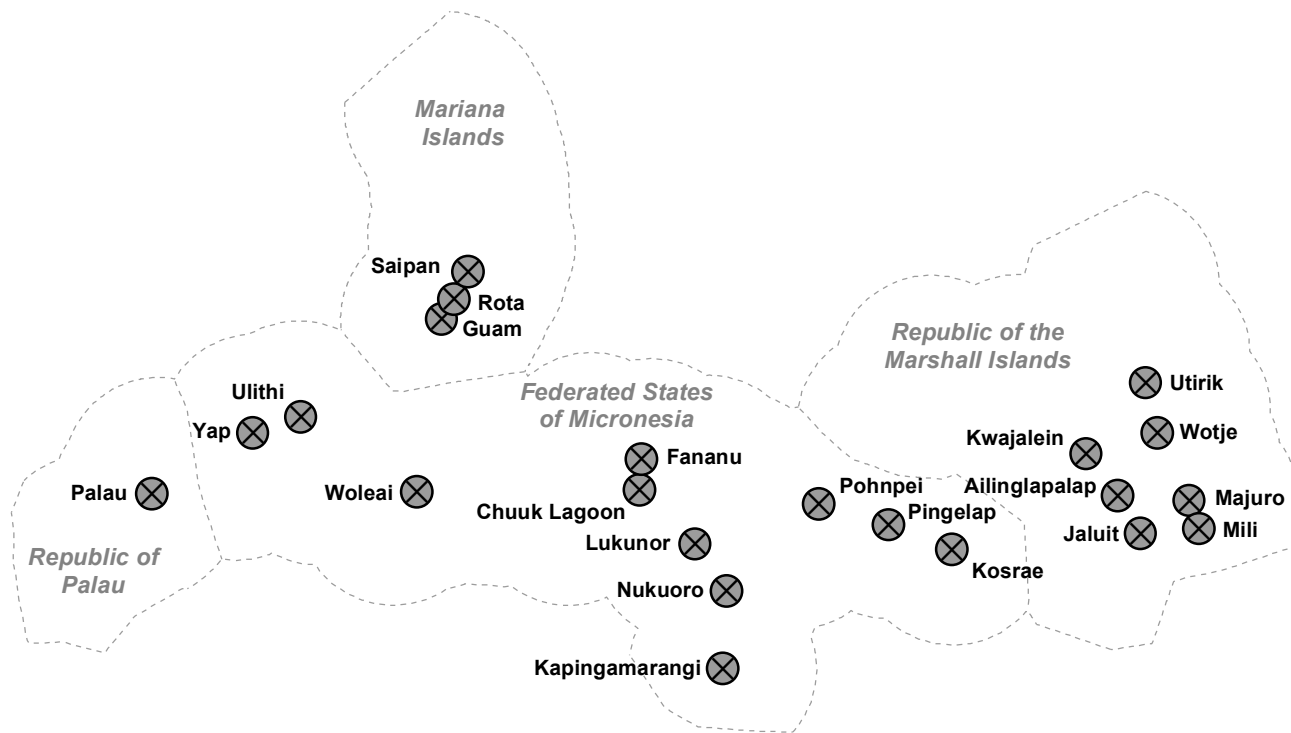 Mariana
Islands
Saipan
Rota
Guam
Republic of the
Marshall Islands
Federated States
of Micronesia
Ulithi
Yap
Utirik
Wotje
Kwajalein
Fananu
Palau
Woleai
Chuuk Lagoon
Pohnpei
Pingelap
Ailinglapalap
Majuro
Mili
Jaluit
Lukunor
Kosrae
Republic of
Palau
Nukuoro
Kapingamarangi